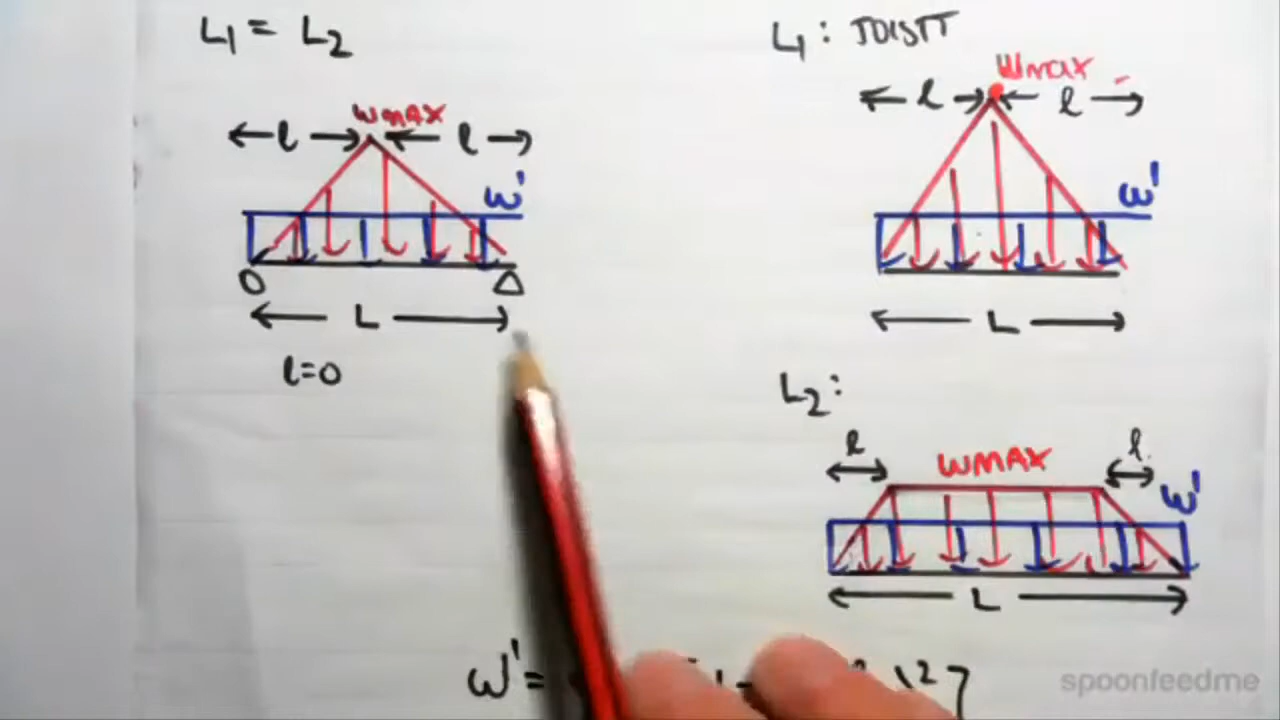 L₁ = L₂
WMAX
l l
W'
L
l=0
L₁: JOIST
WMAX
l l
W'
L
L₂:
l WMAX l
W'
L
W' =
spoonfeedme